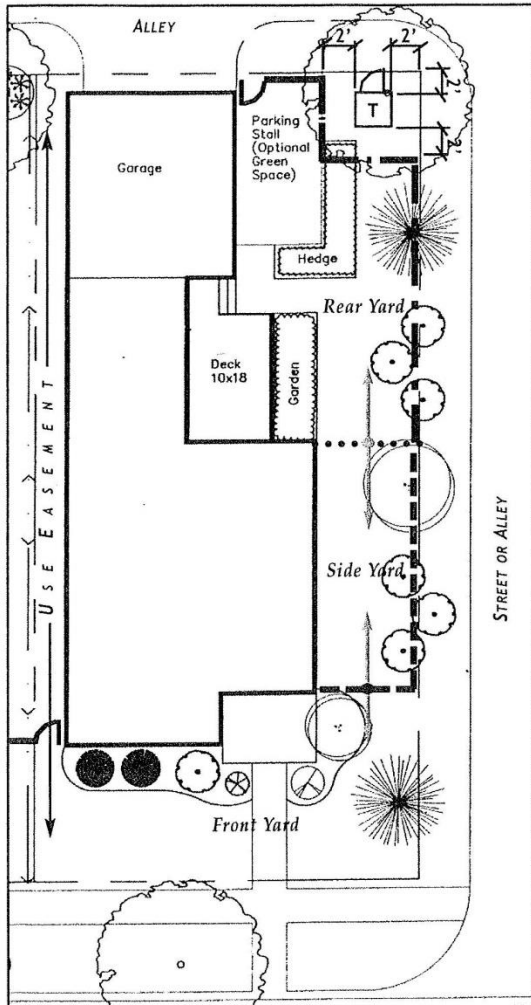 ALLEY
2'
2'
2'
T
2'
Parking
Stall
(Optional
Green
Space)
Garage
Hedge
Rear Yard
Deck
10x18
Garden
USE EASEMENT
STREET OR ALLEY
Side Yard
Front Yard